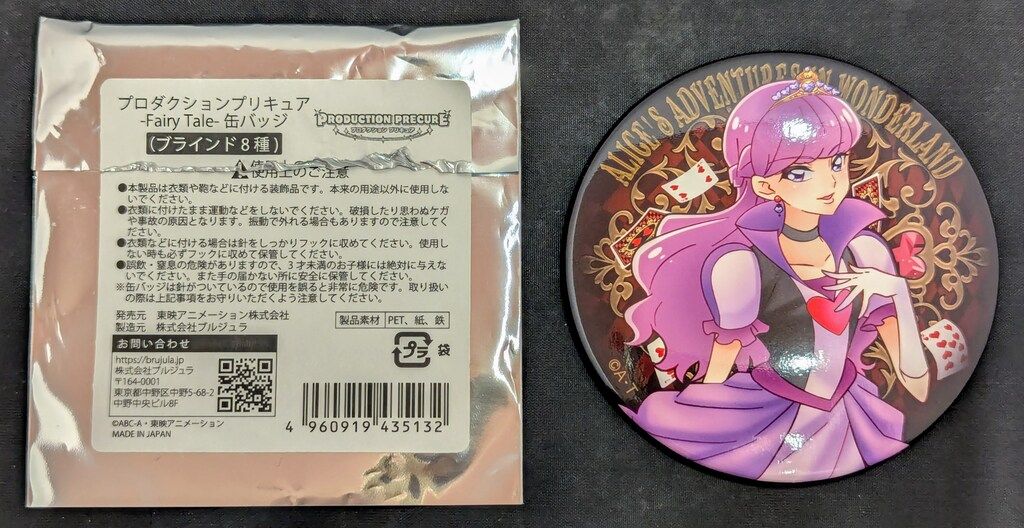 プロダクションプリキュア
-Fairy Tale- 缶バッジ
(ブラインド8種)
PRODUCTION PRECURE
プロダクション プリキュア
⚠使用上のご注意
●本製品は衣類や鞄などに付ける装飾品です。本来の用途以外に使用し
ないでください。
●衣類に付けたまま運動などをしないでください。破損したり思わぬケガ
や事故の原因となります。振動で外れる場合もありますので注意してく
ださい。
●衣類などに付ける場合は針をしっかりフックに収めてください。使用し
ない時も必ずフックに収めて保管してください。
●誤飲・窒息の危険がありますので、3才未満のお子様には絶対に与えな
いでください。また手の届かない所に安全に保管してください。
※缶バッジは針がついているので使用を誤ると非常に危険です。取り扱い
の際は上記事項をお守りいただくよう注意してください。
発売元 東映アニメーション株式会社
製造元 株式会社ブルジュラ
製品素材 PET、紙、鉄
お問い合わせ
https://brujula.jp
株式会社ブルジュラ
〒164-0001
東京都中野区中野5-68-2
中野中央ビル8F
プラ 袋
4 960919 435132
©ABC-A・東映アニメーション
MADE IN JAPAN
ALICE'S ADVENTURES IN WONDERLAND
©A